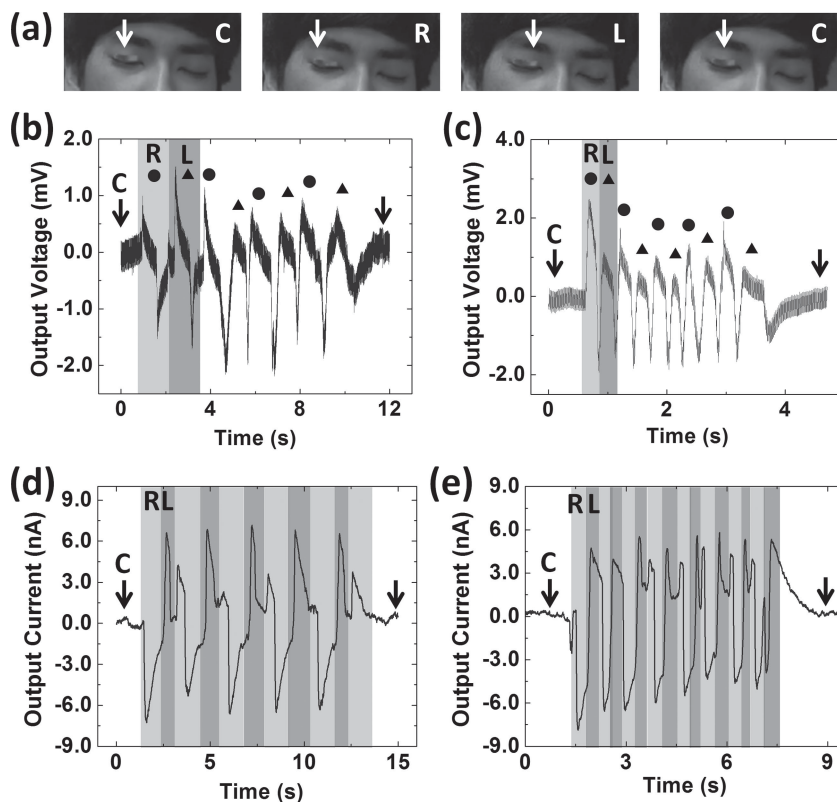 (a) C R L C
(b)
Output Voltage (mV)
2.0
1.0
0.0
-1.0
-2.0
C
R L
0 4 8 12
Time (s)
(c)
Output Voltage (mV)
4.0
2.0
0.0
-2.0
C
R L
0 2 4
Time (s)
(d)
Output Current (nA)
9.0
6.0
3.0
0.0
-3.0
-6.0
-9.0
C
RL
0 5 10 15
Time (s)
(e)
Output Current (nA)
9.0
6.0
3.0
0.0
-3.0
-6.0
-9.0
C
R L
0 3 6 9
Time (s)